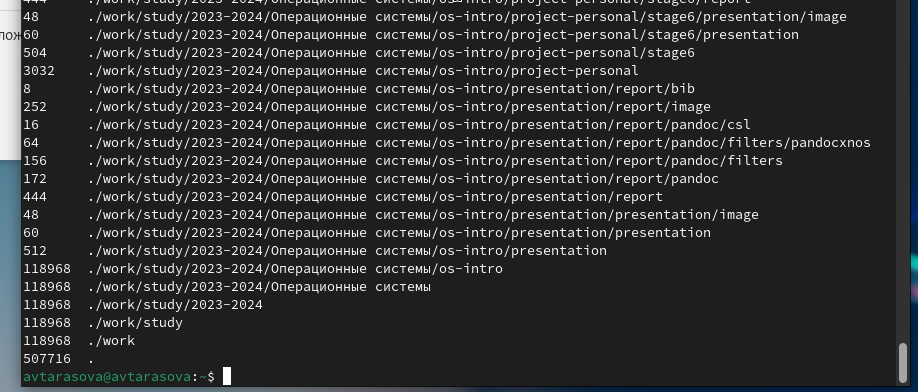 48 ./work/study/2023-2024/Операционные системы/os-intro/project-personal/stage6/presentation/image
60 ./work/study/2023-2024/Операционные системы/os-intro/project-personal/stage6/presentation
504 ./work/study/2023-2024/Операционные системы/os-intro/project-personal/stage6
3032 ./work/study/2023-2024/Операционные системы/os-intro/project-personal
8 ./work/study/2023-2024/Операционные системы/os-intro/presentation/report/bib
252 ./work/study/2023-2024/Операционные системы/os-intro/presentation/report/image
16 ./work/study/2023-2024/Операционные системы/os-intro/presentation/report/pandoc/csl
64 ./work/study/2023-2024/Операционные системы/os-intro/presentation/report/pandoc/filters/pandocxnos
156 ./work/study/2023-2024/Операционные системы/os-intro/presentation/report/pandoc/filters
172 ./work/study/2023-2024/Операционные системы/os-intro/presentation/report/pandoc
444 ./work/study/2023-2024/Операционные системы/os-intro/presentation/report
48 ./work/study/2023-2024/Операционные системы/os-intro/presentation/presentation/image
60 ./work/study/2023-2024/Операционные системы/os-intro/presentation/presentation
512 ./work/study/2023-2024/Операционные системы/os-intro/presentation
118968 ./work/study/2023-2024/Операционные системы/os-intro
118968 ./work/study/2023-2024/Операционные системы
118968 ./work/study/2023-2024
118968 ./work/study
118968 ./work
507716 .
avtarasova@avtarasova:~$